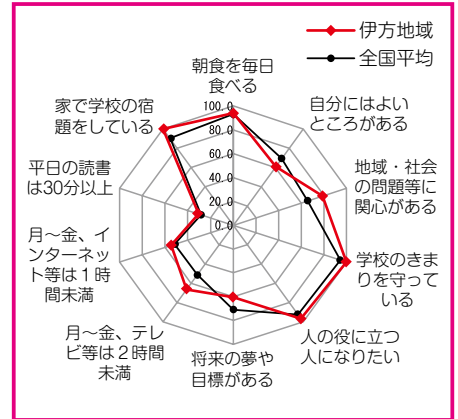 伊方地域
全国平均
朝食を毎日
食べる
自分にはよい
ところがある
地域・社会
の問題等に
関心がある
学校のきま
りを守って
いる
人の役に立つ
人になりたい
将来の夢や
目標がある
月〜金、テレ
ビ等は2時間
未満
月〜金、イ
ンターネッ
ト等は1時
間未満
平日の読書
は30分以上
家で学校の宿
題をしている
100.0
80.0
60.0
40.0
20.0
0.0